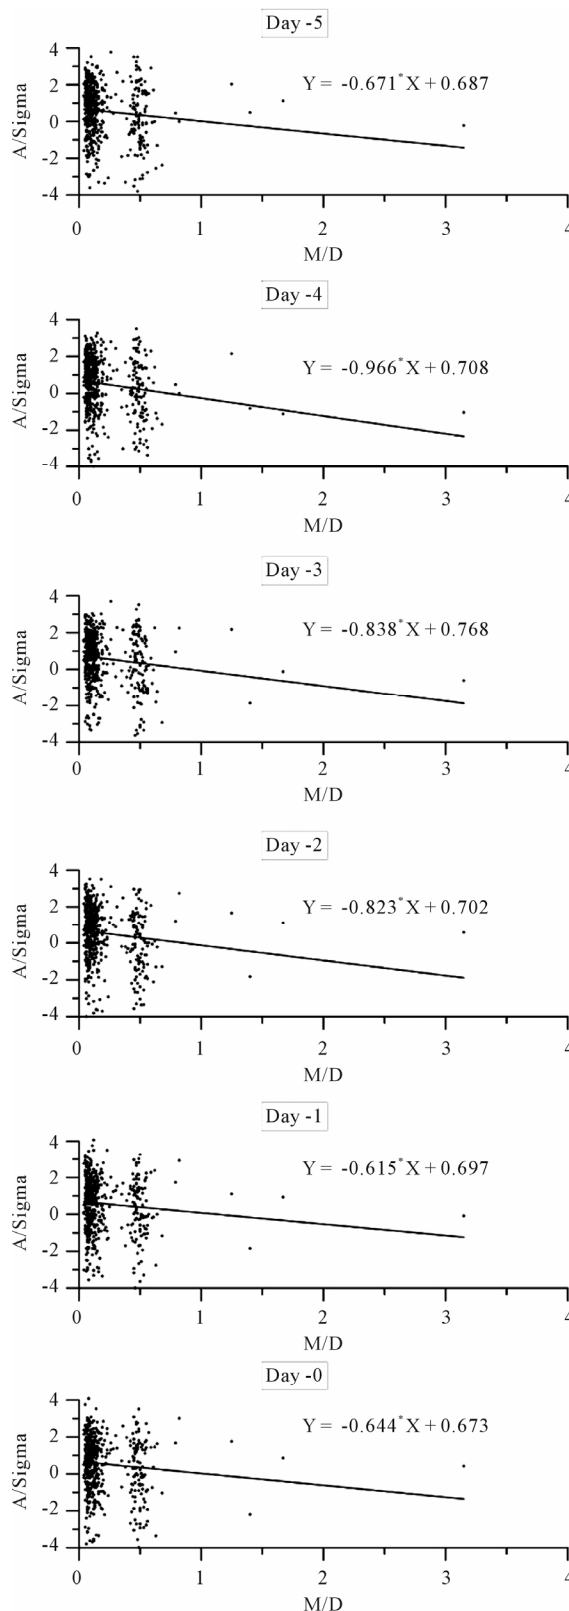 Day -5
4
2
0
-2
-4
A/Sigma
Y = -0.671*X + 0.687
0 1 2 3 4
M/D
Day -4
4
2
0
-2
-4
A/Sigma
Y = -0.966*X + 0.708
0 1 2 3 4
M/D
Day -3
4
2
0
-2
-4
A/Sigma
Y = -0.838*X + 0.768
0 1 2 3 4
M/D
Day -2
4
2
0
-2
-4
A/Sigma
Y = -0.823*X + 0.702
0 1 2 3 4
M/D
Day -1
4
2
0
-2
-4
A/Sigma
Y = -0.615*X + 0.697
0 1 2 3 4
M/D
Day -0
4
2
0
-2
-4
A/Sigma
Y = -0.644*X + 0.673
0 1 2 3 4
M/D